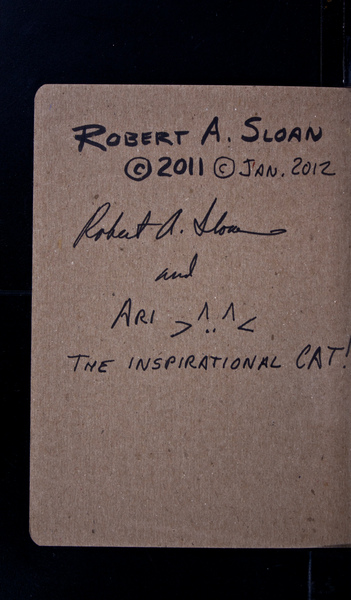 ROBERT A. SLOAN
©2011 © JAN. 2012
Robert A. Sloan
and
ARI >^..^<
THE INSPIRATIONAL CAT!